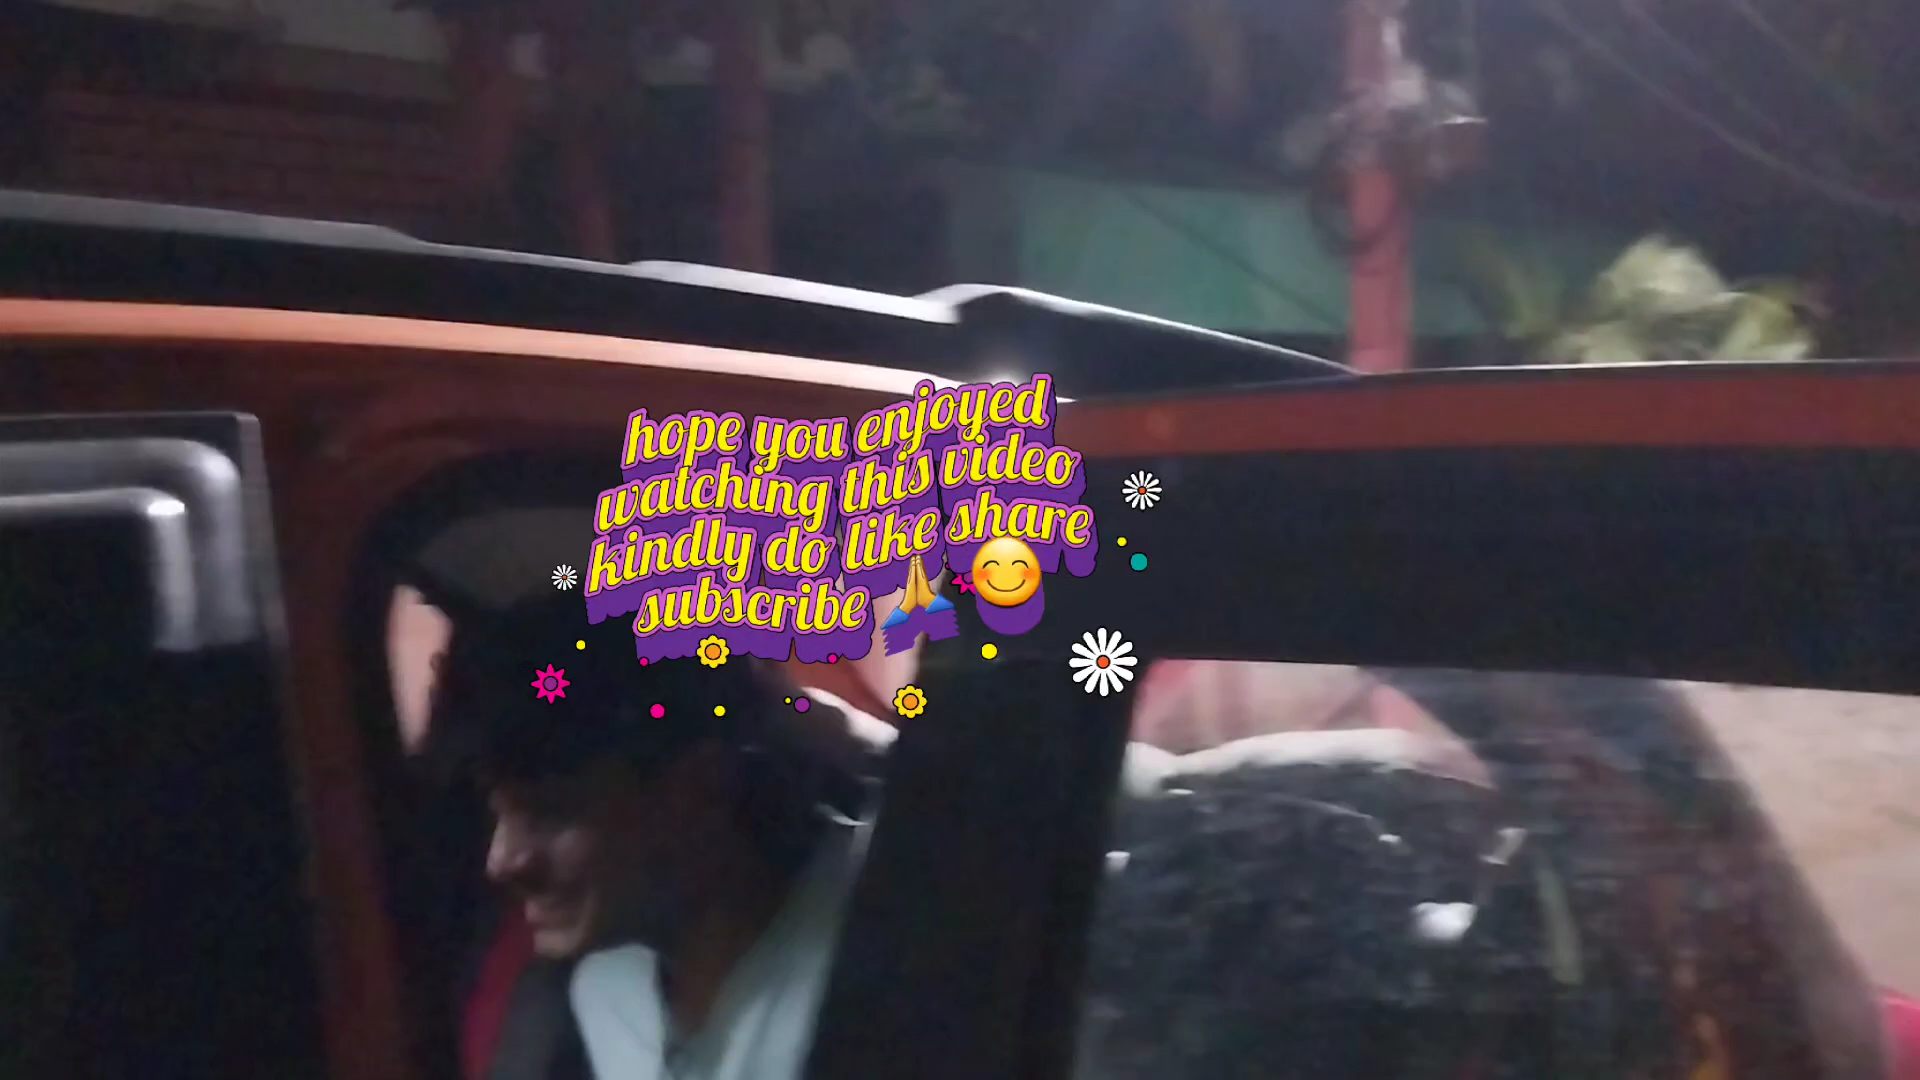 hope you enjoyed
watching this video
kindly do like share
subscribe 🙏 😊